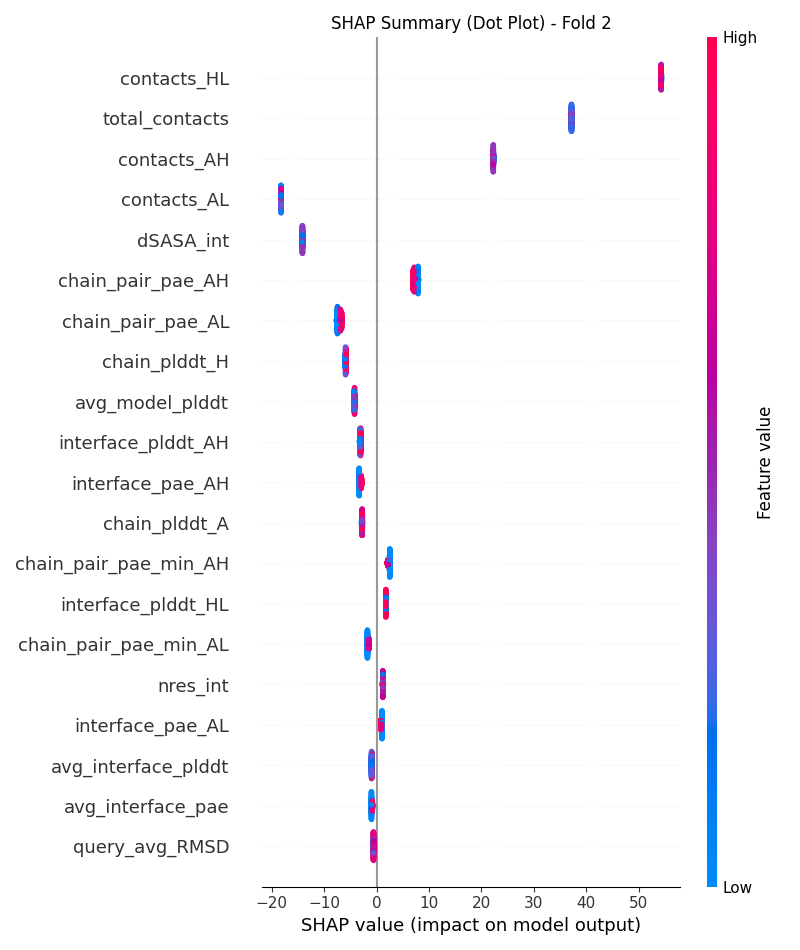 SHAP Summary (Dot Plot) - Fold 2
High
contacts_HL
total_contacts
contacts_AH
contacts_AL
dSASA_int
chain_pair_pae_AH
chain_pair_pae_AL
chain_plddt_H
avg_model_plddt
interface_plddt_AH
interface_pae_AH
chain_plddt_A
chain_pair_pae_min_AH
interface_plddt_HL
chain_pair_pae_min_AL
nres_int
interface_pae_AL
avg_interface_plddt
avg_interface_pae
query_avg_RMSD
Feature value
Low
−20 −10 0 10 20 30 40 50
SHAP value (impact on model output)